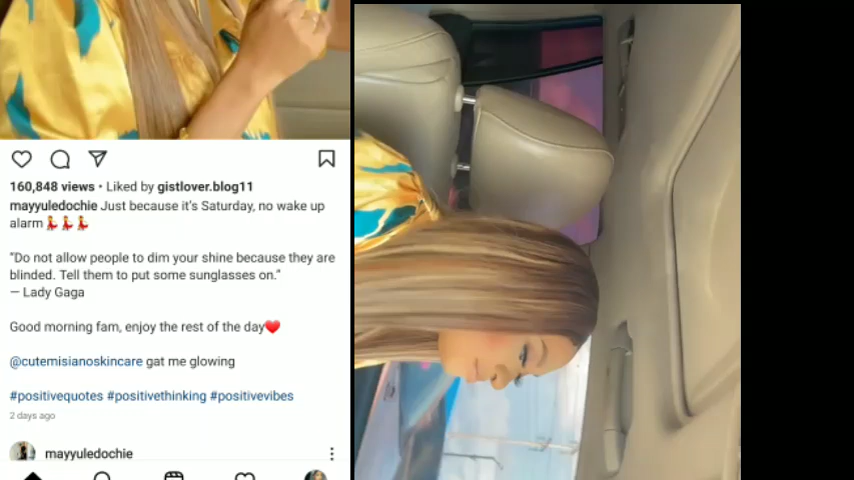 160,848 views • Liked by gistlover.blog11
mayyuledochie Just because it's Saturday, no wake up
alarm💃💃💃
"Do not allow people to dim your shine because they are
blinded. Tell them to put some sunglasses on."
— Lady Gaga
Good morning fam, enjoy the rest of the day❤️
@cutemisianoskincare gat me glowing
#positivequotes #positivethinking #positivevibes
2 days ago
mayyuledochie